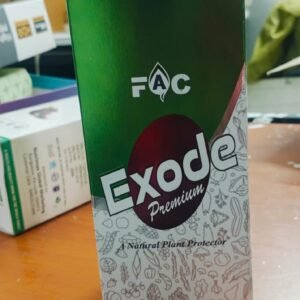 FAC
Exode
Premium
A Natural Plant Protector